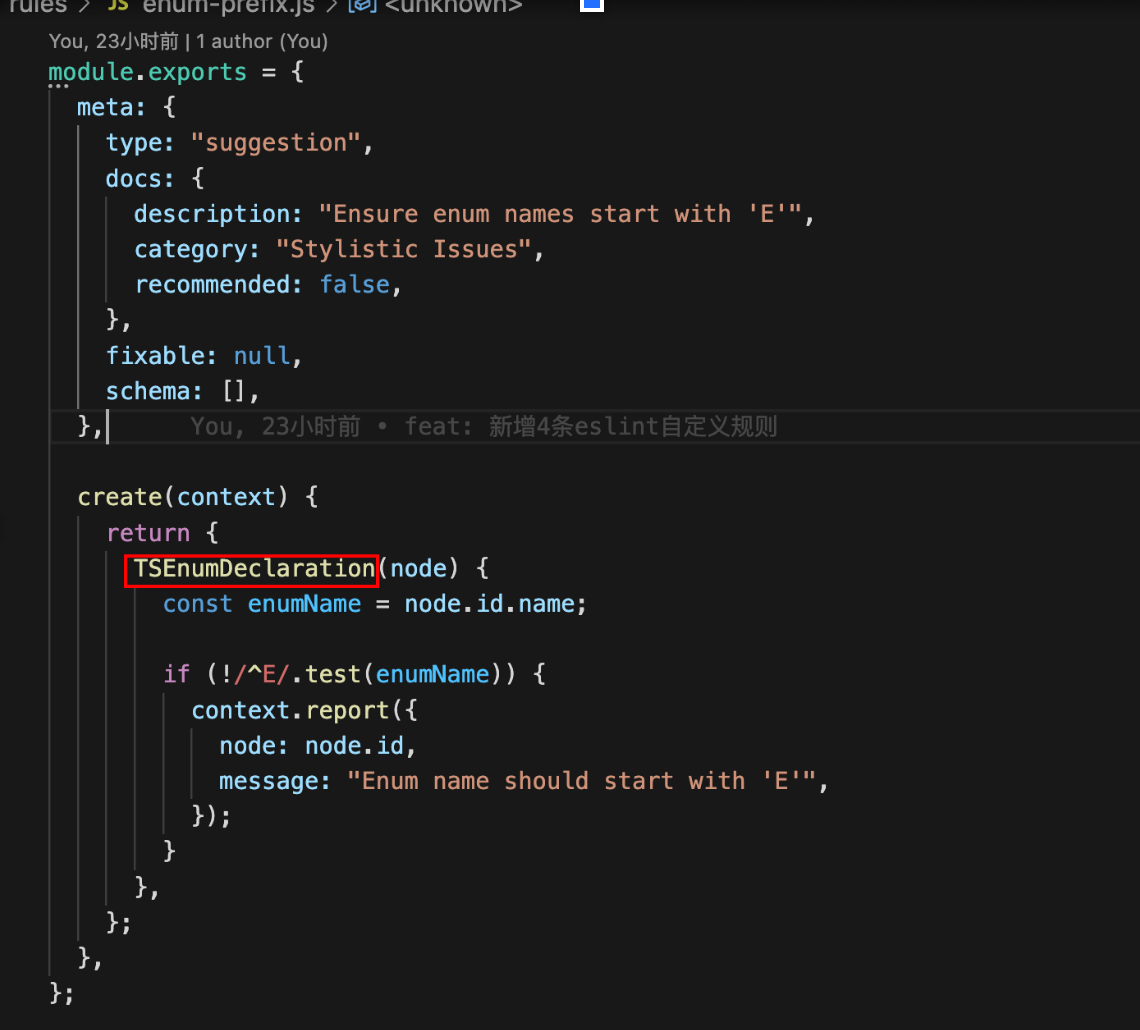 rules > JS enum-prefix.js > <unknown>
You, 23小时前 | 1 author (You)
module.exports = {
  meta: {
    type: "suggestion",
    docs: {
      description: "Ensure enum names start with 'E'",
      category: "Stylistic Issues",
      recommended: false,
    },
    fixable: null,
    schema: [],
  }, You, 23小时前 • feat: 新增4条eslint自定义规则
  create(context) {
    return {
      TSEnumDeclaration(node) {
        const enumName = node.id.name;
        if (!/^E/.test(enumName)) {
          context.report({
            node: node.id,
            message: "Enum name should start with 'E'",
          });
        }
      },
    };
  },
};